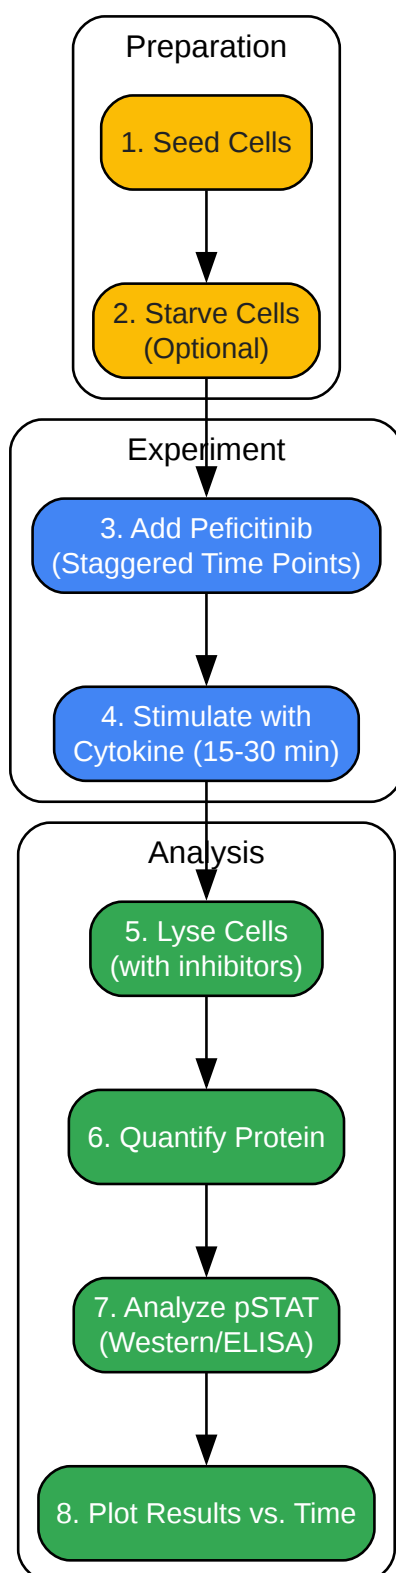 Preparation
1. Seed Cells
2. Starve Cells
(Optional)
Experiment
3. Add Peficitinib
(Staggered Time Points)
4. Stimulate with
Cytokine (15-30 min)
Analysis
5. Lyse Cells
(with inhibitors)
6. Quantify Protein
7. Analyze pSTAT
(Western/ELISA)
8. Plot Results vs. Time